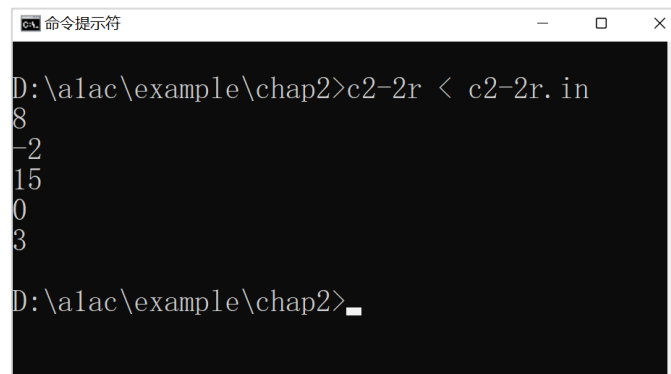 命令提示符
D:\a1ac\example\chap2>c2-2r < c2-2r.in
8
-2
15
0
3
D:\a1ac\example\chap2>